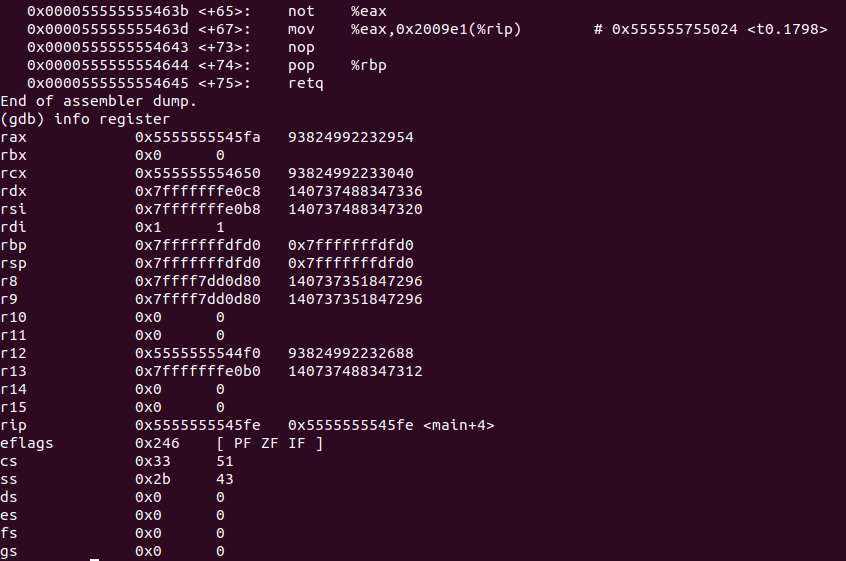 0x000055555555463b <+65>:    not    %eax
0x000055555555463d <+67>:    mov    %eax,0x2009e1(%rip)        # 0x555555755024 <t0.1798>
0x0000555555554643 <+73>:    nop
0x0000555555554644 <+74>:    pop    %rbp
0x0000555555554645 <+75>:    retq
End of assembler dump.
(gdb) info register
rax            0x5555555545fa   93824992232954
rbx            0x0      0
rcx            0x555555554650   93824992233040
rdx            0x7fffffffe0c8   140737488347336
rsi            0x7fffffffe0b8   140737488347320
rdi            0x1      1
rbp            0x7fffffffdfd0   0x7fffffffdfd0
rsp            0x7fffffffdfd0   0x7fffffffdfd0
r8             0x7ffff7dd0d80   140737351847296
r9             0x7ffff7dd0d80   140737351847296
r10            0x0      0
r11            0x0      0
r12            0x5555555544f0   93824992232688
r13            0x7fffffffe0b0   140737488347312
r14            0x0      0
r15            0x0      0
rip            0x5555555545fe   0x5555555545fe <main+4>
eflags         0x246    [ PF ZF IF ]
cs             0x33     51
ss             0x2b     43
ds             0x0      0
es             0x0      0
fs             0x0      0
gs             0x0      0